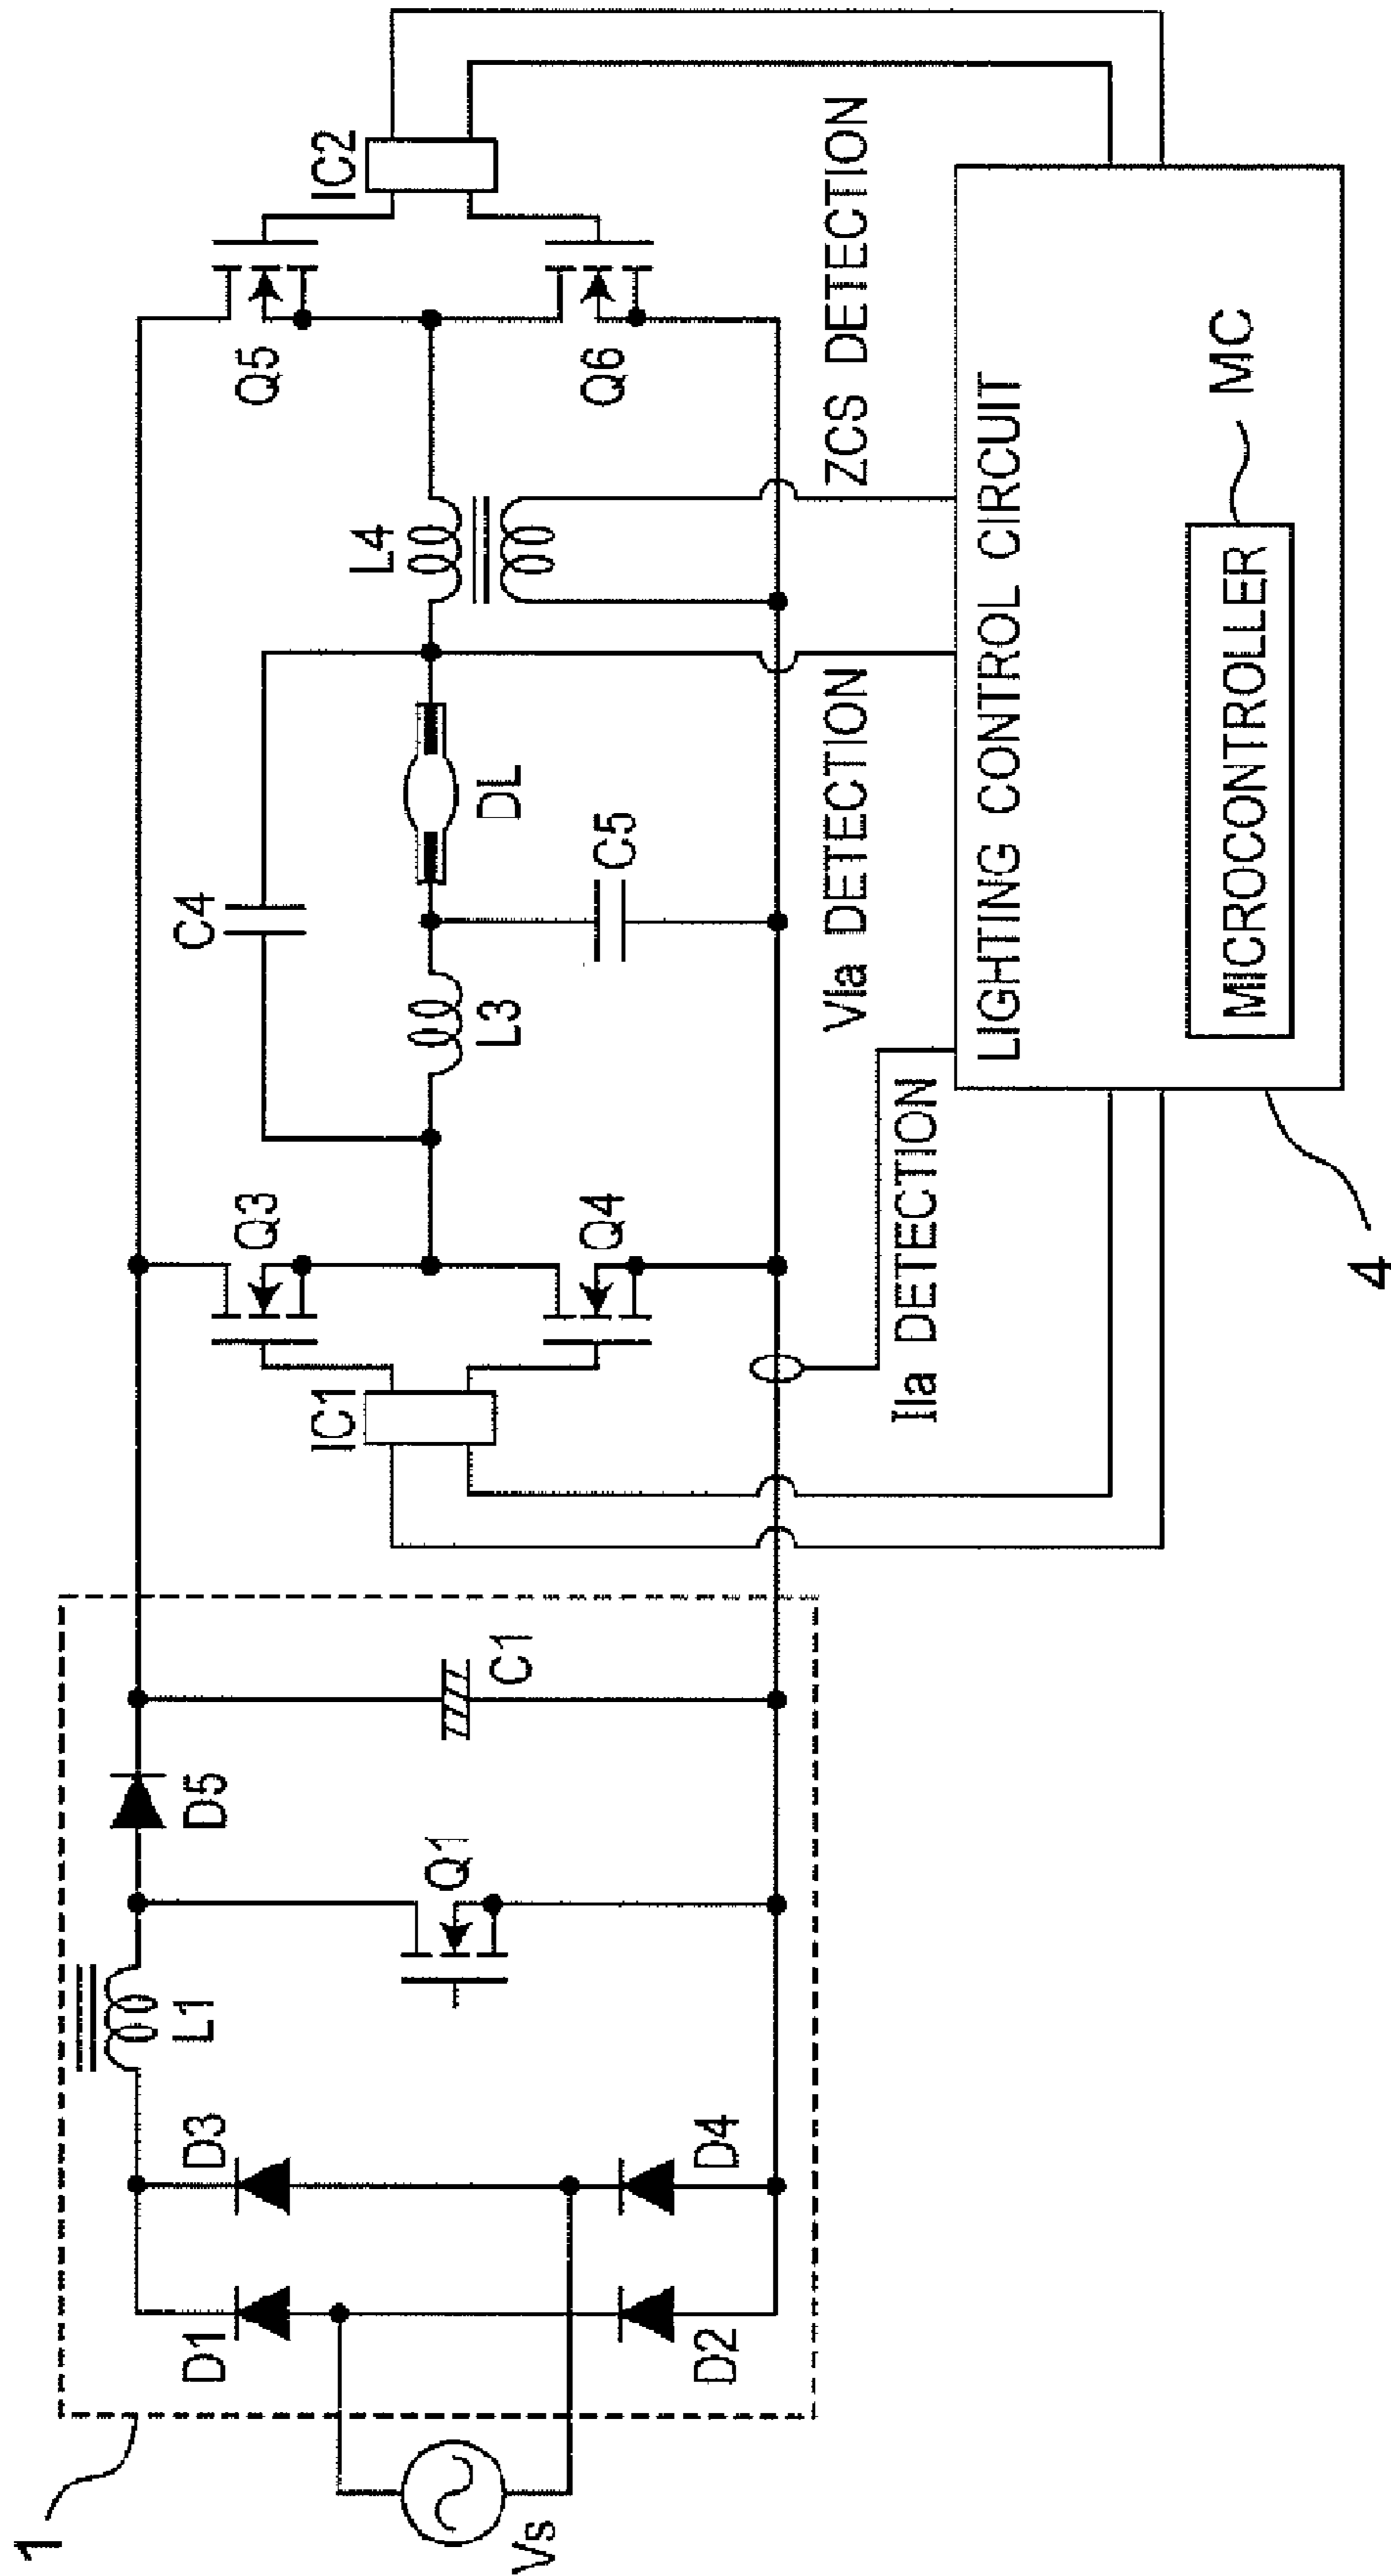 1
Vs
D1
D2
D3
D4
L1
Q1
D5
C1
IC1
Q3
Q4
C4
L3
C5
DL
L4
Q5
Q6
IC2
Ila DETECTION
Vla DETECTION
ZCS DETECTION
LIGHTING CONTROL CIRCUIT
MICROCONTROLLER
MC
4